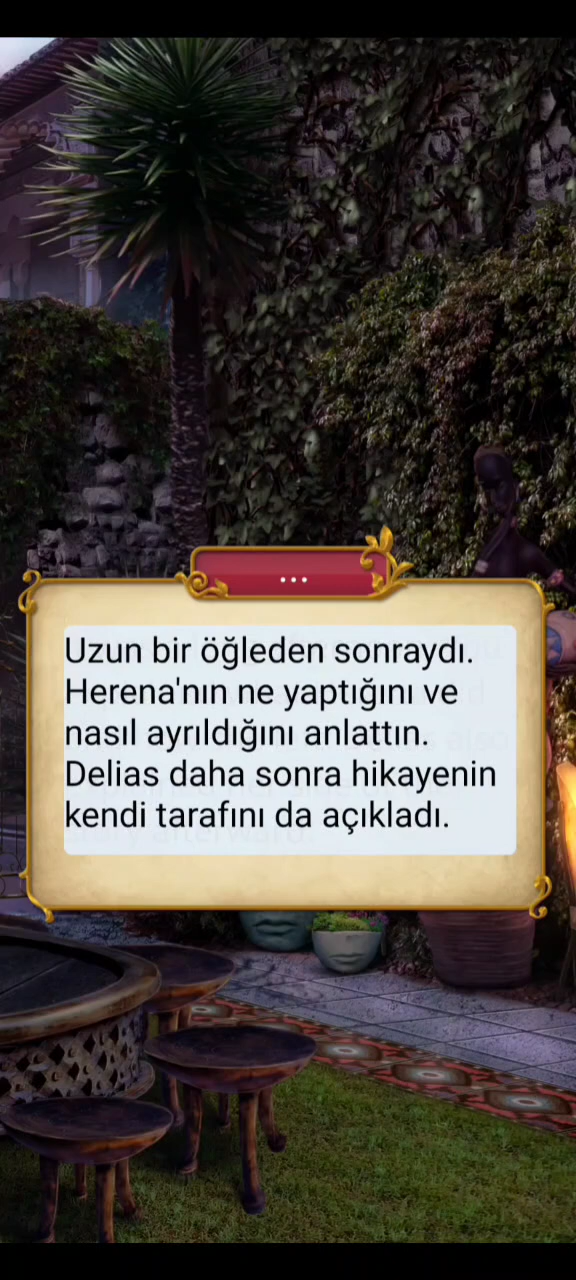 ...
Uzun bir öğleden sonraydı.
Herena'nın ne yaptığını ve
nasıl ayrıldığını anlattın.
Delias daha sonra hikayenin
kendi tarafını da açıkladı.